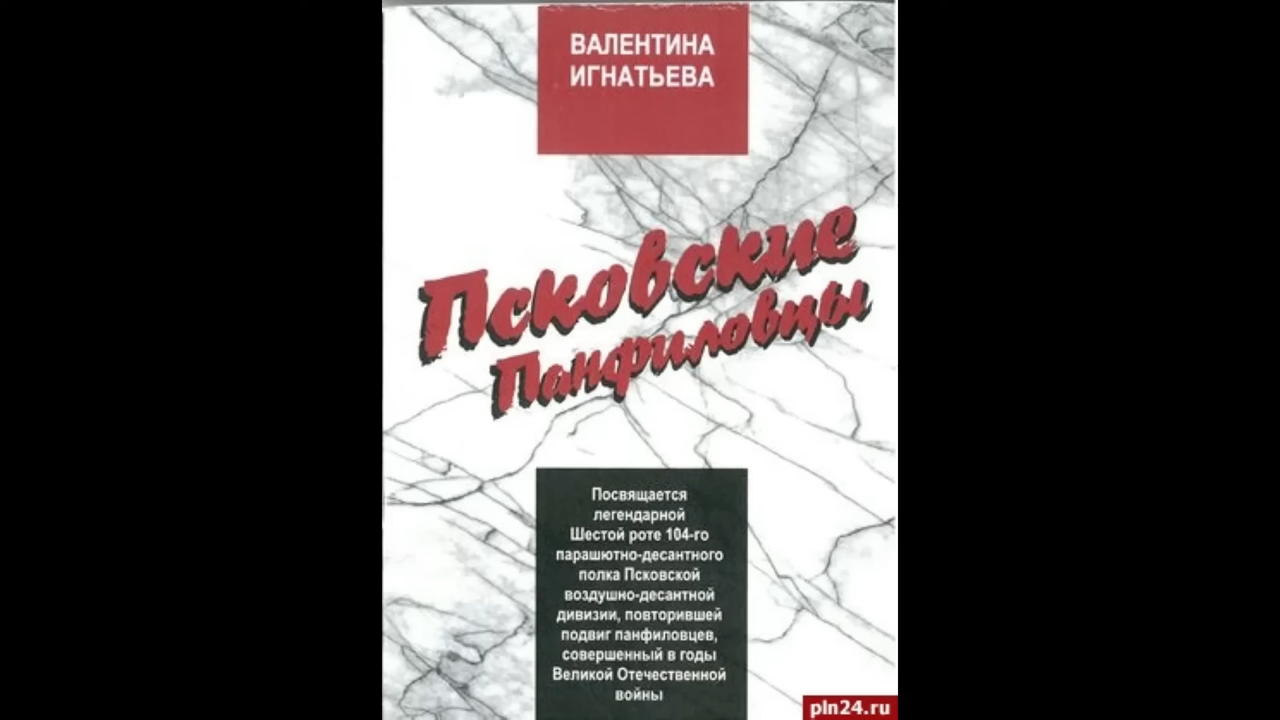 ВАЛЕНТИНА
ИГНАТЬЕВА
Псковские
Панфиловцы
Посвящается
легендарной
Шестой роте 104-го
парашютно-десантного
полка Псковской
воздушно-десантной
дивизии, повторившей
подвиг панфиловцев,
совершенный в годы
Великой Отечественной
войны
pln24.ru